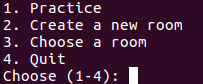 1. Practice
2. Create a new room
3. Choose a room
4. Quit
Choose (1-4):